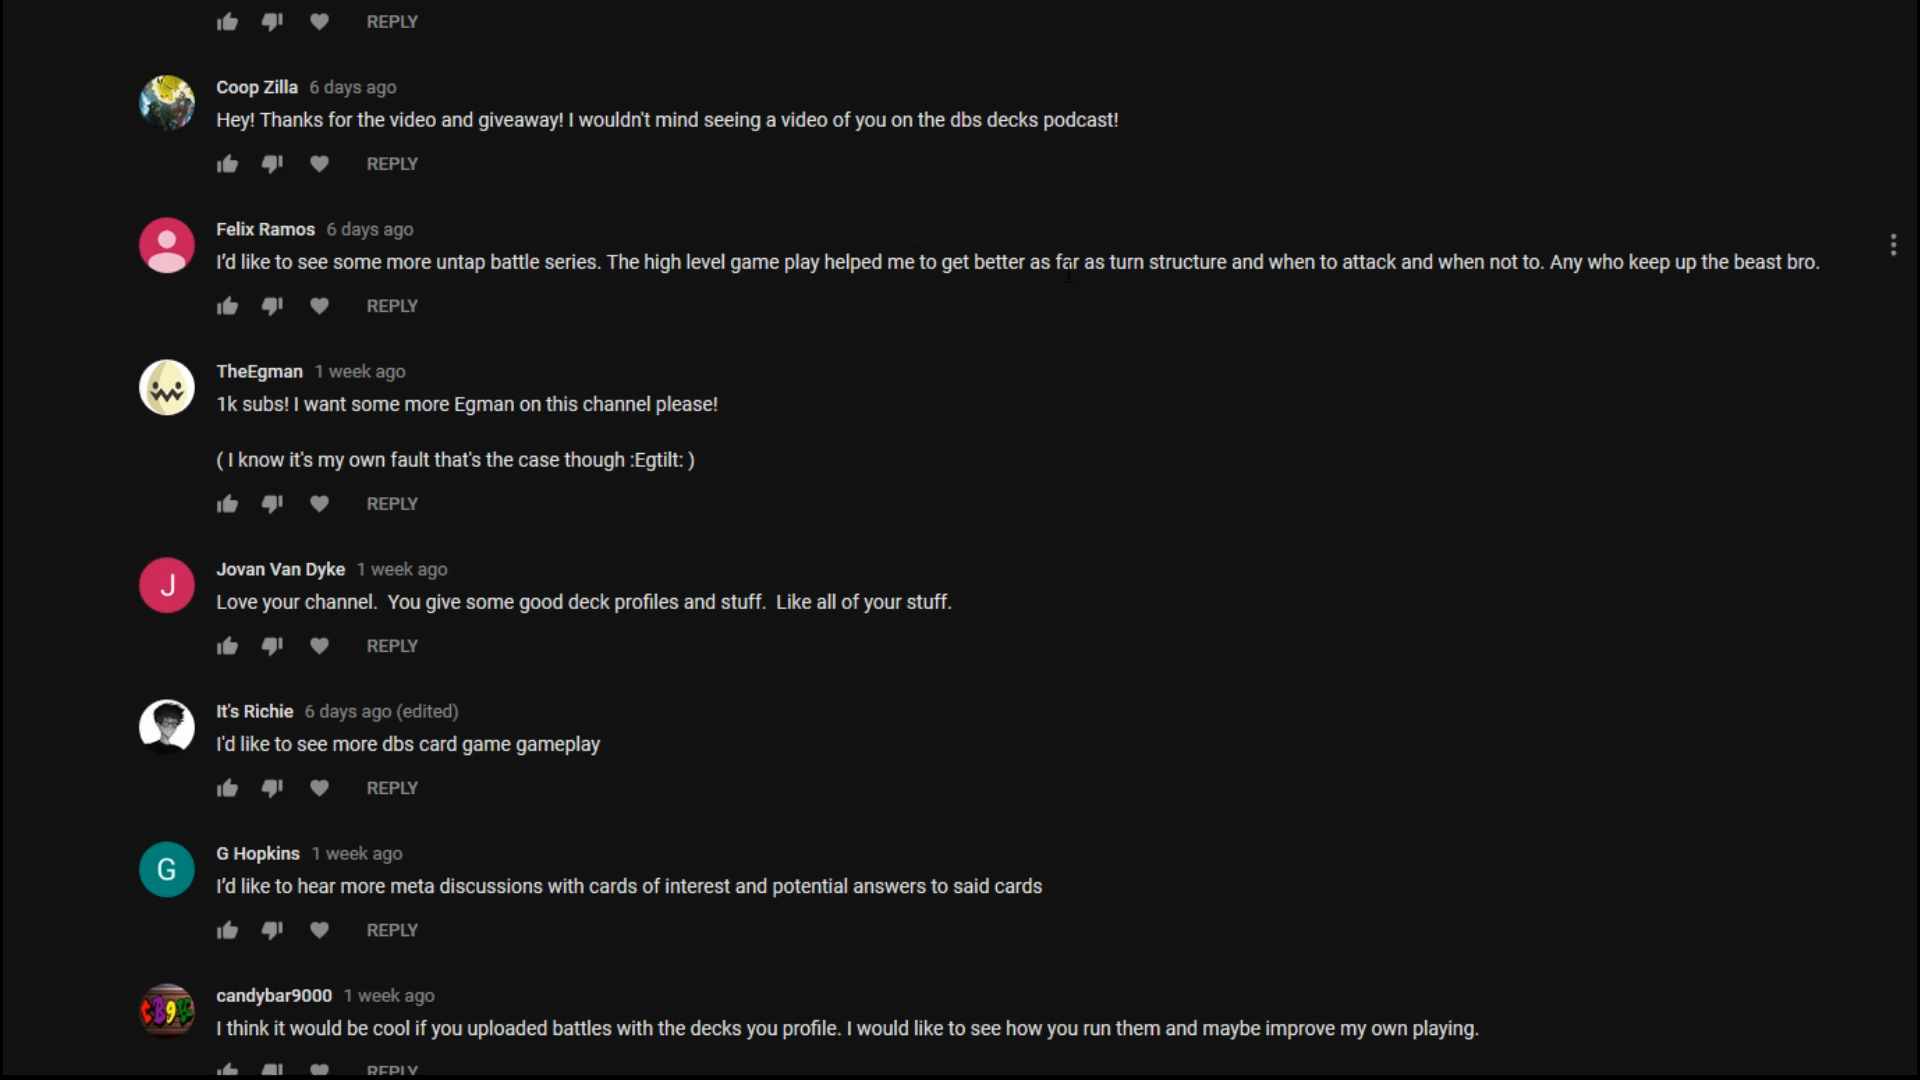 REPLY
Coop Zilla 6 days ago
Hey! Thanks for the video and giveaway! I wouldn't mind seeing a video of you on the dbs decks podcast!
REPLY
Felix Ramos 6 days ago
I'd like to see some more untap battle series. The high level game play helped me to get better as far as turn structure and when to attack and when not to. Any who keep up the beast bro.
REPLY
TheEgman 1 week ago
1k subs! I want some more Egman on this channel please!
( I know it's my own fault that's the case though :Egtilt: )
REPLY
J
Jovan Van Dyke 1 week ago
Love your channel.  You give some good deck profiles and stuff.  Like all of your stuff.
REPLY
It's Richie 6 days ago (edited)
I'd like to see more dbs card game gameplay
REPLY
G
G Hopkins 1 week ago
I'd like to hear more meta discussions with cards of interest and potential answers to said cards
REPLY
candybar9000 1 week ago
I think it would be cool if you uploaded battles with the decks you profile. I would like to see how you run them and maybe improve my own playing.
REPLY